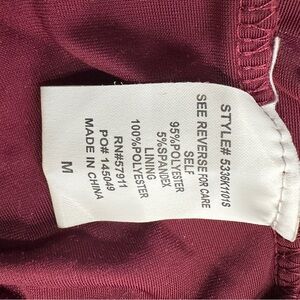 STYLE# 5336K1101S
SEE REVERSE FOR CARE
SELF
95%POLYESTER
5%SPANDEX
LINING
100%POLYESTER
RN#57911
PO# 145049
MADE IN CHINA
M